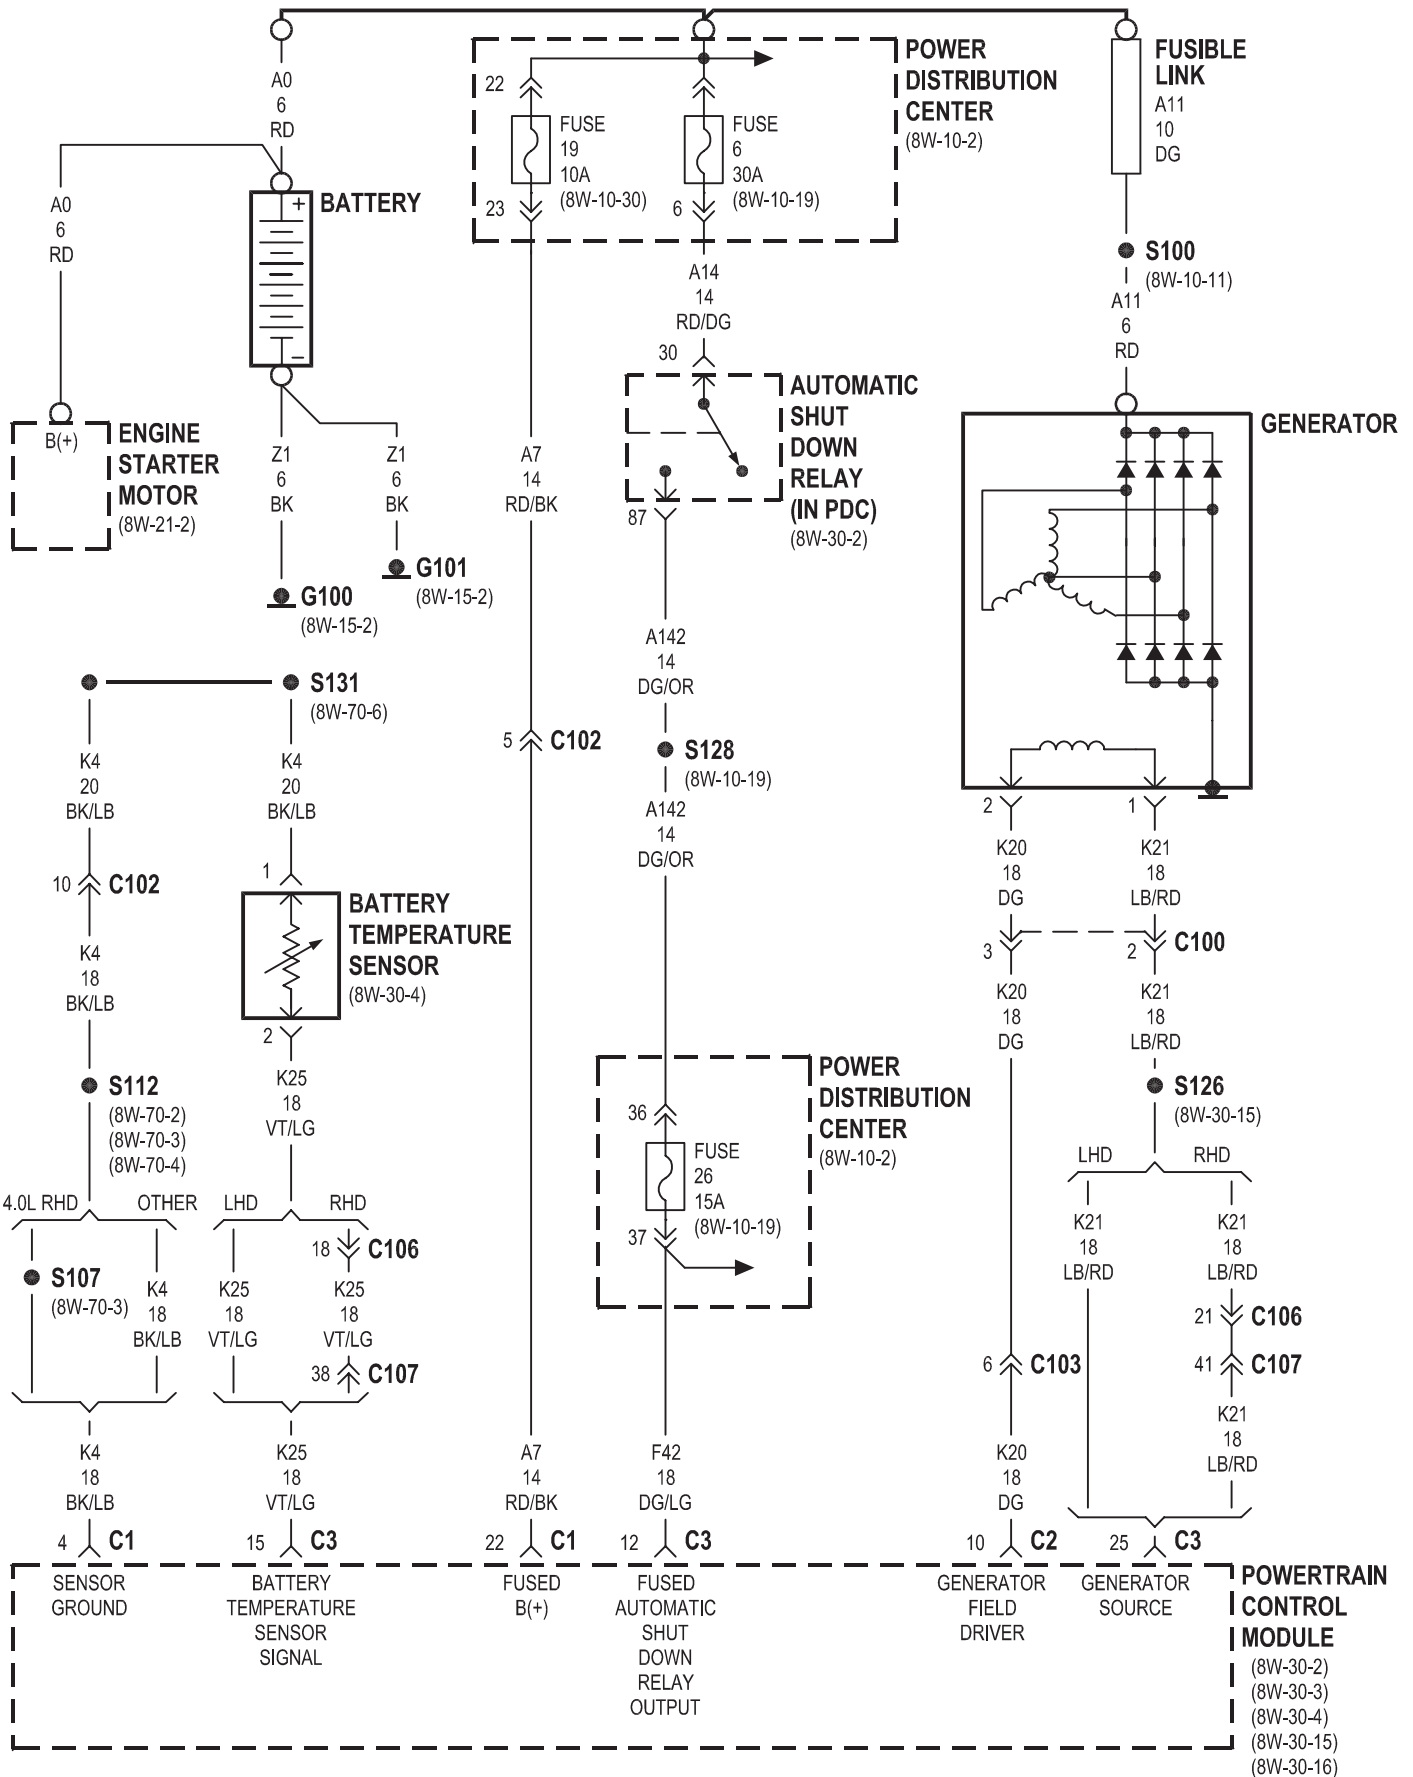 A0
6
RD
A0
6
RD
+
BATTERY
−
B(+)
ENGINE
STARTER
MOTOR
(8W-21-2)
Z1
6
BK
Z1
6
BK
G101
(8W-15-2)
G100
(8W-15-2)
22
FUSE
19
10A
(8W-10-30)
23
FUSE
6
30A
(8W-10-19)
6
POWER
DISTRIBUTION
CENTER
(8W-10-2)
FUSIBLE
LINK
A11
10
DG
S100
(8W-10-11)
A11
6
RD
A14
14
RD/DG
30
AUTOMATIC
SHUT
DOWN
RELAY
(IN PDC)
(8W-30-2)
87
A7
14
RD/BK
GENERATOR
A142
14
DG/OR
S128
(8W-10-19)
A142
14
DG/OR
5
C102
S131
(8W-70-6)
K4
20
BK/LB
K4
20
BK/LB
10
C102
K4
18
BK/LB
1
BATTERY
TEMPERATURE
SENSOR
(8W-30-4)
2
K25
18
VT/LG
S112
(8W-70-2)
(8W-70-3)
(8W-70-4)
4.0L RHD
OTHER
S107
(8W-70-3)
K4
18
BK/LB
LHD
RHD
18
C106
K25
18
VT/LG
K25
18
VT/LG
38
C107
2
1
K20
18
DG
K21
18
LB/RD
3
2
C100
K20
18
DG
K21
18
LB/RD
S126
(8W-30-15)
LHD
RHD
K21
18
LB/RD
K21
18
LB/RD
21
C106
41
C107
K21
18
LB/RD
6
C103
POWER
DISTRIBUTION
CENTER
(8W-10-2)
36
FUSE
26
15A
(8W-10-19)
37
K4
18
BK/LB
K25
18
VT/LG
A7
14
RD/BK
F42
18
DG/LG
K20
18
DG
4
C1
15
C3
22
C1
12
C3
10
C2
25
C3
SENSOR
GROUND
BATTERY
TEMPERATURE
SENSOR
SIGNAL
FUSED
B(+)
FUSED
AUTOMATIC
SHUT
DOWN
RELAY
OUTPUT
GENERATOR
FIELD
DRIVER
GENERATOR
SOURCE
POWERTRAIN
CONTROL
MODULE
(8W-30-2)
(8W-30-3)
(8W-30-4)
(8W-30-15)
(8W-30-16)